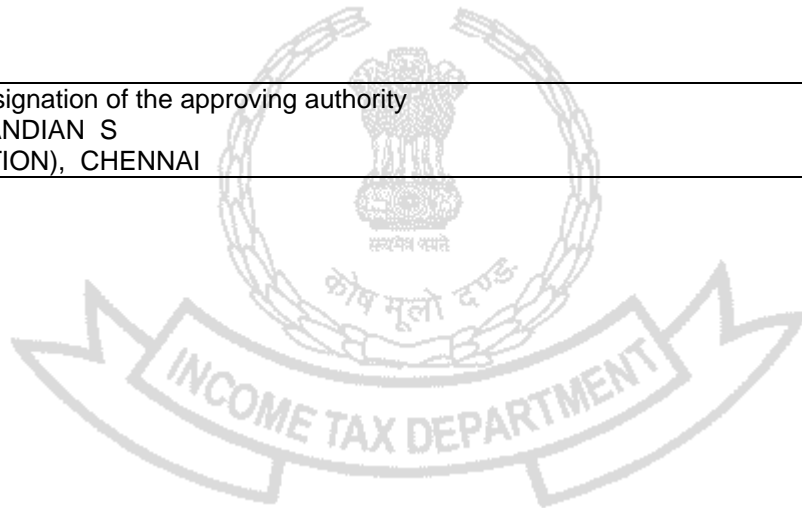 signation of the approving authority
ANDIAN S
TION), CHENNAI
सत्यमेव जयते
कोष मूलो दण्डः
INCOME TAX DEPARTMENT